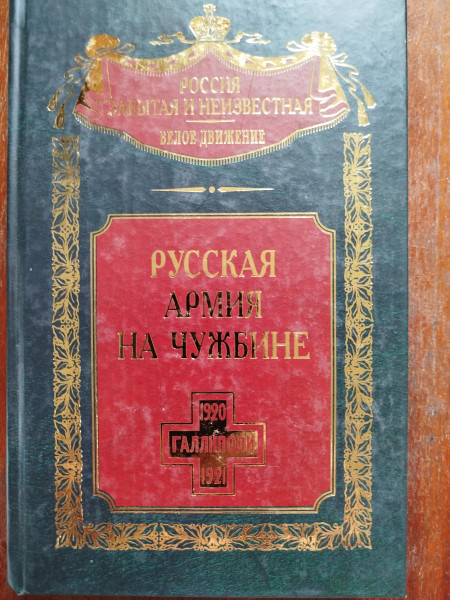 РОССИЯ
ЗАБЫТАЯ И НЕИЗВЕСТНАЯ
БЕЛОЕ ДВИЖЕНИЕ
РУССКАЯ
АРМИЯ
НА ЧУЖБИНЕ
1920
ГАЛЛИПОЛИ
1921